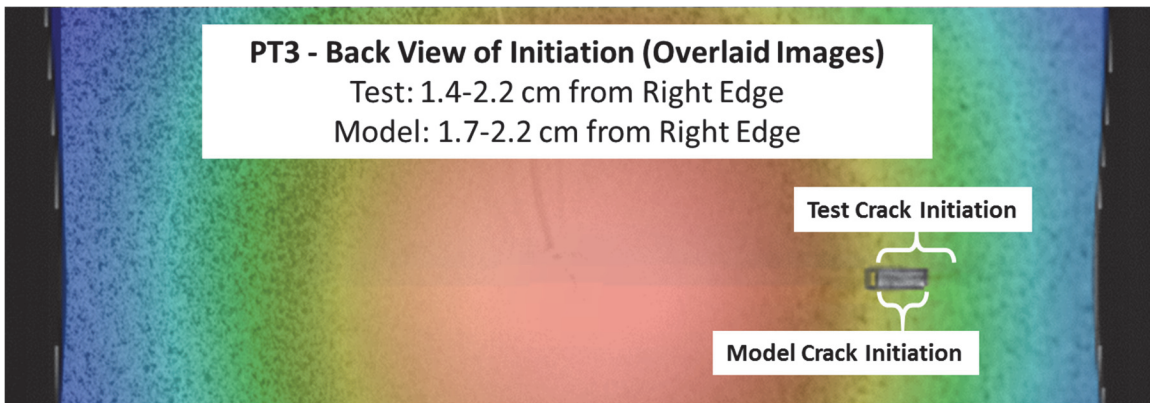 PT3 - Back View of Initiation (Overlaid Images)
Test: 1.4-2.2 cm from Right Edge
Model: 1.7-2.2 cm from Right Edge
Test Crack Initiation
Model Crack Initiation